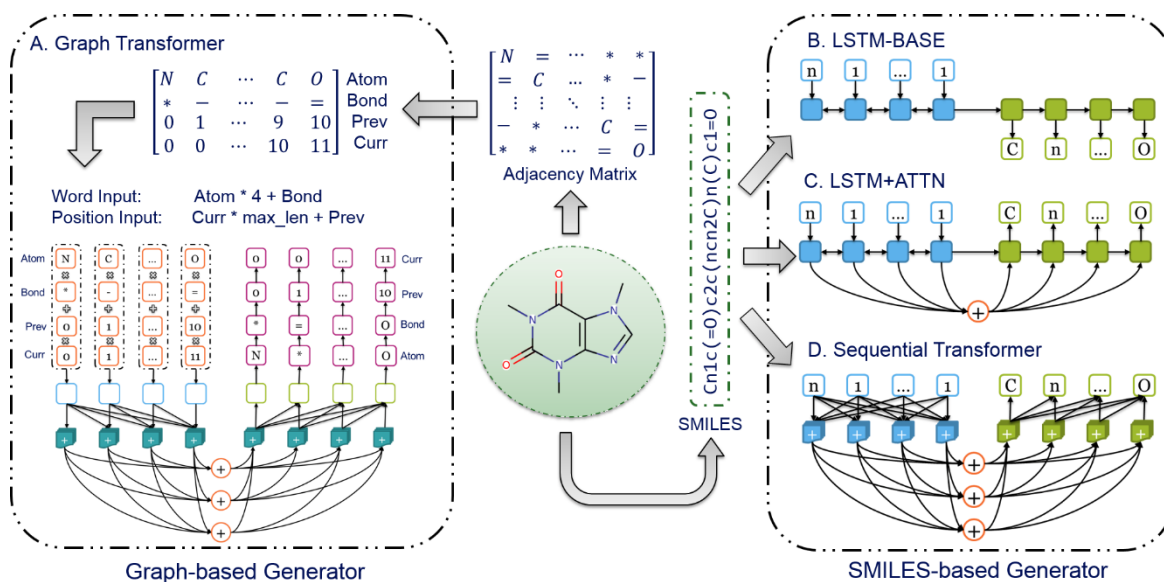 A. Graph Transformer
N C ⋯ C O Atom
* − ⋯ − = Bond
0 1 ⋯ 9 10 Prev
0 0 ⋯ 10 11 Curr
Word Input: Atom * 4 + Bond
Position Input: Curr * max_len + Prev
Atom N C ... O
Bond * - ... =
Prev 0 1 ... 10
Curr 0 1 ... 11
+ + + +
0 0 ... 11 Curr
0 1 ... 10 Prev
* = ... O Bond
N * ... O Atom
+ + + + + + + +
+
+
+
Graph-based Generator
N = ⋯ * *
= C ... * −
⋮ ⋮ ⋱ ⋮ ⋮
− * ⋯ C =
* * ⋯ = O
Adjacency Matrix
O
N
N
O
N
N
Cn1c(=O)c2c(ncn2C)n(C)c1=O
SMILES
B. LSTM-BASE
n 1 ... 1
C n ... O
C. LSTM+ATTN
n 1 ... 1 C n ... O
+
D. Sequential Transformer
n 1 ... 1 C n ... O
+ + + + + + + +
+
+
+
SMILES-based Generator